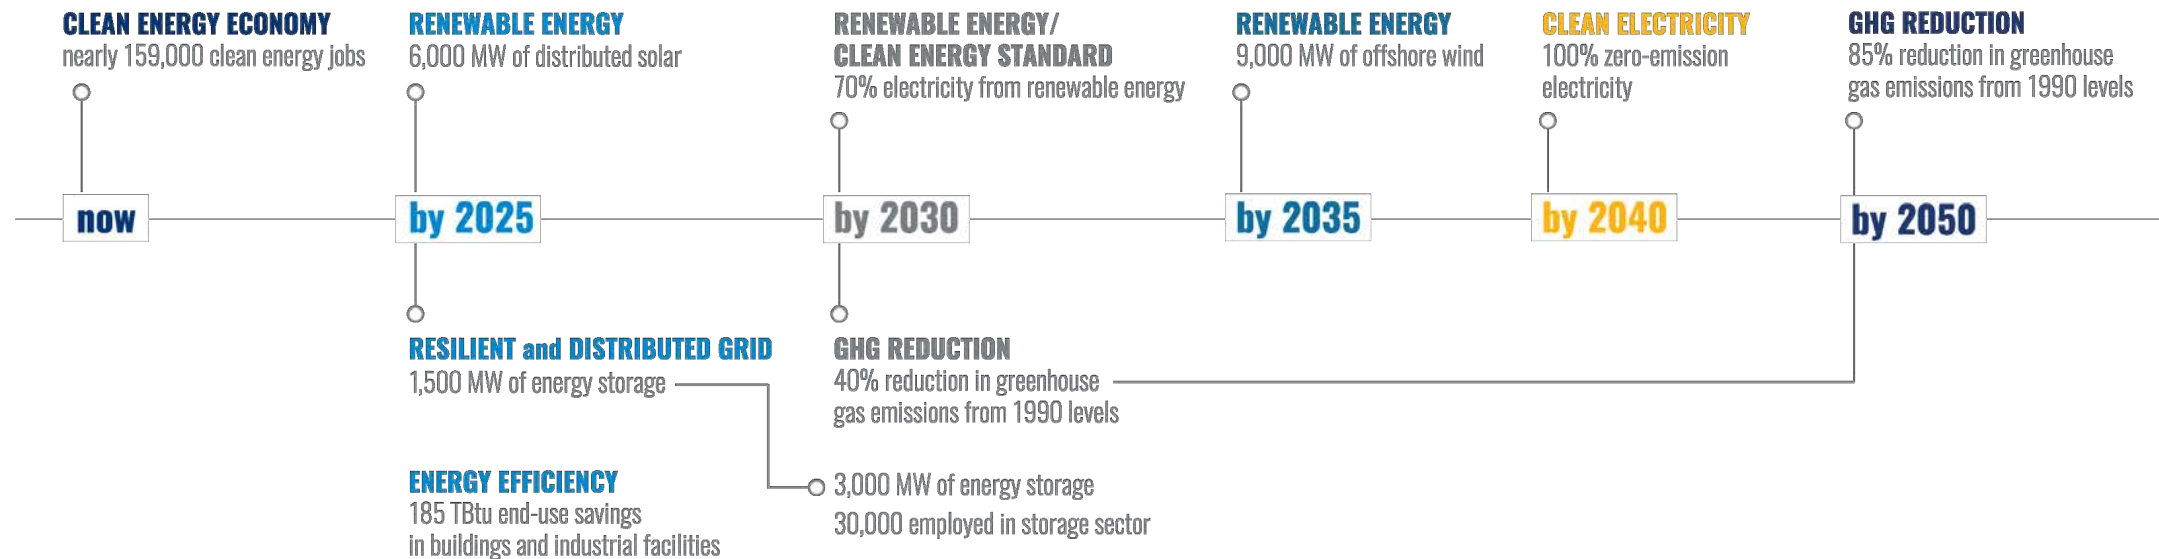 CLEAN ENERGY ECONOMY
nearly 159,000 clean energy jobs
RENEWABLE ENERGY
6,000 MW of distributed solar
RENEWABLE ENERGY/
CLEAN ENERGY STANDARD
70% electricity from renewable energy
RENEWABLE ENERGY
9,000 MW of offshore wind
CLEAN ELECTRICITY
100% zero-emission
electricity
GHG REDUCTION
85% reduction in greenhouse
gas emissions from 1990 levels
now
by 2025
by 2030
by 2035
by 2040
by 2050
RESILIENT and DISTRIBUTED GRID
1,500 MW of energy storage
GHG REDUCTION
40% reduction in greenhouse
gas emissions from 1990 levels
ENERGY EFFICIENCY
185 TBtu end-use savings
in buildings and industrial facilities
3,000 MW of energy storage
30,000 employed in storage sector